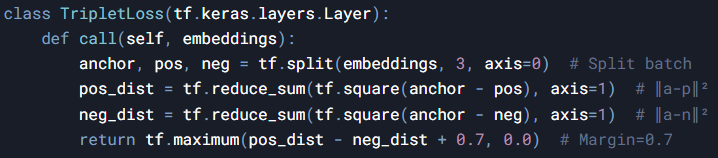 class TripletLoss(tf.keras.layers.Layer):
    def call(self, embeddings):
        anchor, pos, neg = tf.split(embeddings, 3, axis=0)  # Split batch
        pos_dist = tf.reduce_sum(tf.square(anchor - pos), axis=1)  # ‖a-p‖²
        neg_dist = tf.reduce_sum(tf.square(anchor - neg), axis=1)  # ‖a-n‖²
        return tf.maximum(pos_dist - neg_dist + 0.7, 0.0)  # Margin=0.7